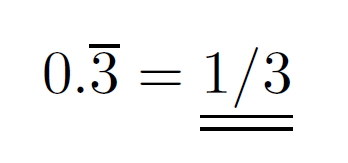 0.3̅ = 1/3